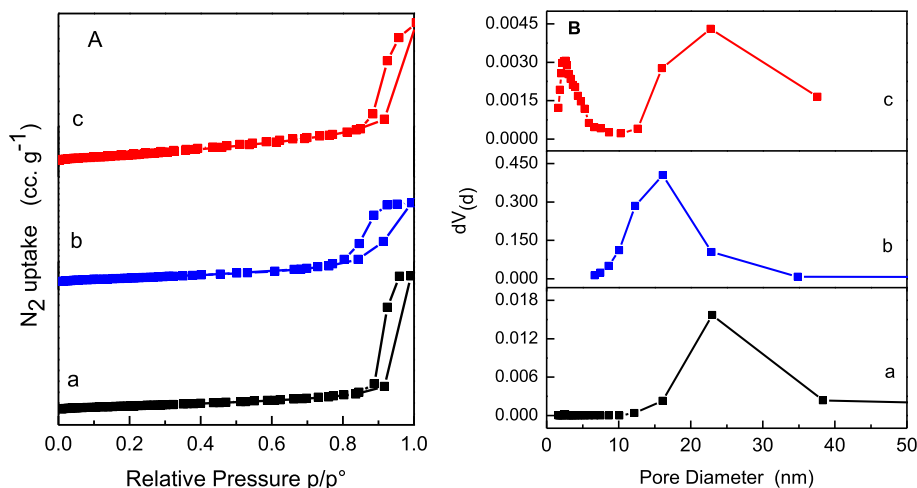 A
c
b
a
N2 uptake (cc. g-1)
0.0 0.2 0.4 0.6 0.8 1.0
Relative Pressure p/p°
B
0.0045
0.0030
0.0015
0.0000
c
0.450
0.300
0.150
0.000
b
0.018
0.012
0.006
0.000
a
dV(d)
0 10 20 30 40 50
Pore Diameter (nm)